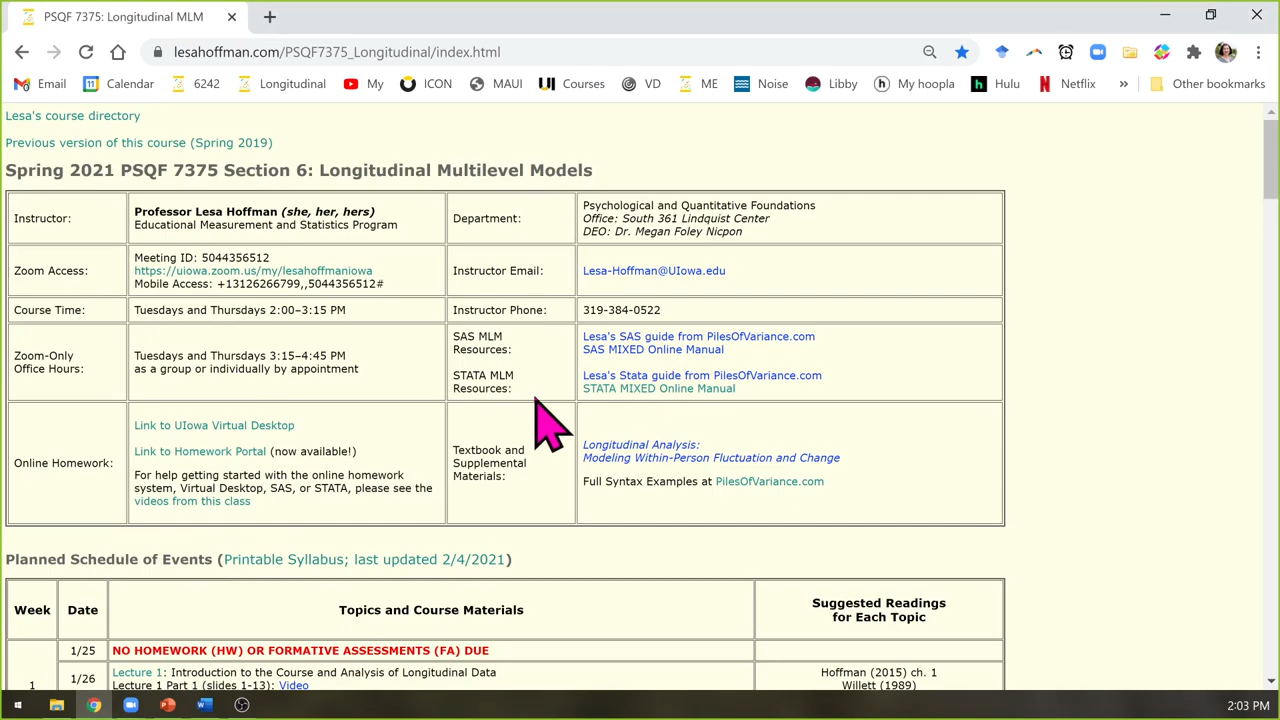 PSQF 7375: Longitudinal MLM
lesahoffman.com/PSQF7375_Longitudinal/index.html
Email Calendar 6242 Longitudinal My ICON MAUI Courses VD ME Noise Libby My hoopla Hulu Netflix » Other bookmarks
Lesa's course directory
Previous version of this course (Spring 2019)
Spring 2021 PSQF 7375 Section 6: Longitudinal Multilevel Models
Instructor:
Professor Lesa Hoffman (she, her, hers)
Educational Measurement and Statistics Program
Department:
Psychological and Quantitative Foundations
Office: South 361 Lindquist Center
DEO: Dr. Megan Foley Nicpon
Zoom Access:
Meeting ID: 5044356512
https://uiowa.zoom.us/my/lesahoffmaniowa
Mobile Access: +13126266799,,5044356512#
Instructor Email:
Lesa-Hoffman@UIowa.edu
Course Time:
Tuesdays and Thursdays 2:00–3:15 PM
Instructor Phone:
319-384-0522
Zoom-Only
Office Hours:
Tuesdays and Thursdays 3:15–4:45 PM
as a group or individually by appointment
SAS MLM
Resources:
STATA MLM
Resources:
Lesa's SAS guide from PilesOfVariance.com
SAS MIXED Online Manual
Lesa's Stata guide from PilesOfVariance.com
STATA MIXED Online Manual
Online Homework:
Link to UIowa Virtual Desktop
Link to Homework Portal (now available!)
For help getting started with the online homework
system, Virtual Desktop, SAS, or STATA, please see the
videos from this class
Textbook and
Supplemental
Materials:
Longitudinal Analysis:
Modeling Within-Person Fluctuation and Change
Full Syntax Examples at PilesOfVariance.com
Planned Schedule of Events (Printable Syllabus; last updated 2/4/2021)
Week
Date
Topics and Course Materials
Suggested Readings
for Each Topic
1
1/25
NO HOMEWORK (HW) OR FORMATIVE ASSESSMENTS (FA) DUE
1/26
Lecture 1: Introduction to the Course and Analysis of Longitudinal Data
Lecture 1 Part 1 (slides 1-13): Video
Hoffman (2015) ch. 1
Willett (1989)
2:03 PM